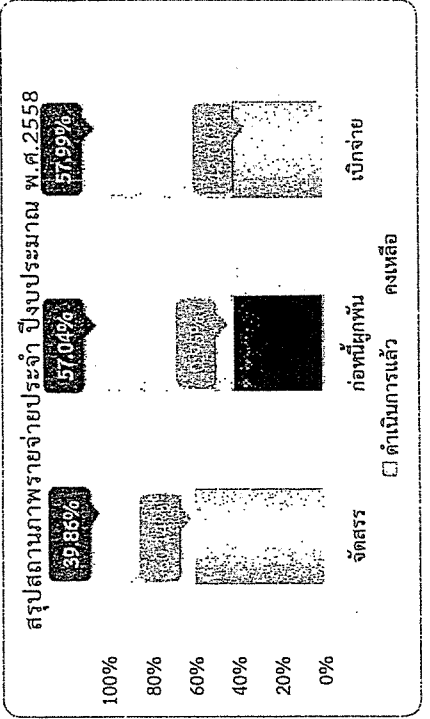 สรุปสถานภาพรายจ่ายประจำ ปีงบประมาณ พ.ศ.2558
39.86% 57.04% 57.99%
100%
80%
60%
40%
20%
0%
จัดสรร ก่อหนี้ผูกพัน เบิกจ่าย
ดำเนินการแล้ว คงเหลือ